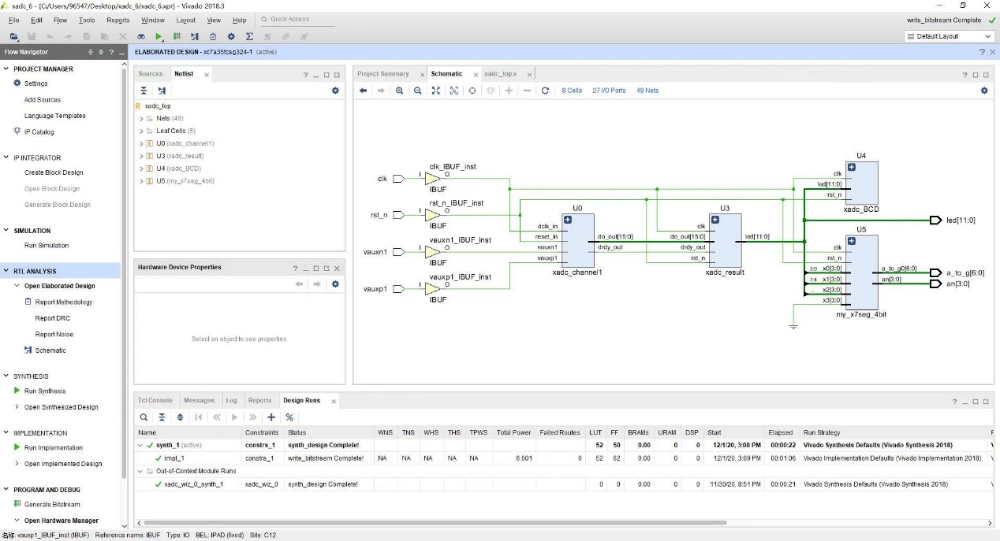 xadc_6 - [C:/Users/96547/Desktop/xadc_6/xadc_6.xpr] - Vivado 2018.3
File Edit Flow Tools Reports Window Layout View Help Quick Access
write_bitstream Complete
Default Layout
Flow Navigator
ELABORATED DESIGN - xc7a35tcsg324-1 (active)
PROJECT MANAGER
Settings
Add Sources
Language Templates
IP Catalog
IP INTEGRATOR
Create Block Design
Open Block Design
Generate Block Design
SIMULATION
Run Simulation
RTL ANALYSIS
Open Elaborated Design
Report Methodology
Report DRC
Report Noise
Schematic
SYNTHESIS
Run Synthesis
Open Synthesized Design
IMPLEMENTATION
Run Implementation
Open Implemented Design
PROGRAM AND DEBUG
Generate Bitstream
Open Hardware Manager
Sources Netlist
xadc_top
Nets (49)
Leaf Cells (5)
U0 (xadc_channel1)
U3 (xadc_result)
U4 (xadc_BCD)
U5 (my_x7seg_4bit)
Hardware Device Properties
Select an object to see properties
Project Summary Schematic xadc_top.v
8 Cells 27 I/O Ports 49 Nets
clk
I
O
clk_IBUF_inst
IBUF
rst_n
I
O
rst_n_IBUF_inst
IBUF
vauxn1
I
O
vauxn1_IBUF_inst
IBUF
vauxp1
I
O
vauxp1_IBUF_inst
IBUF
U0
dclk_in
reset_in
vauxn1
vauxp1
do_out[15:0]
drdy_out
xadc_channel1
U3
clk
do_out[15:0]
drdy_out
rst_n
led[11:0]
xadc_result
U4
clk
led[11:0]
rst_n
xadc_BCD
led[11:0]
U5
clk
rst_n
3:0 x0[3:0]
7:4 x1[3:0]
... x2[3:0]
x3[3:0]
a_to_g0[6:0]
an[3:0]
my_x7seg_4bit
a_to_g[6:0]
an[3:0]
Tcl Console Messages Log Reports Design Runs
Name Constraints Status WNS TNS WHS THS TPWS Total Power Failed Routes LUT FF BRAMs URAM DSP Start Elapsed Run Strategy
synth_1 (active) constrs_1 synth_design Complete! 52 50 0.00 0 0 12/1/20, 3:08 PM 00:00:22 Vivado Synthesis Defaults (Vivado Synthesis 2018)
impl_1 constrs_1 write_bitstream Complete! NA NA NA NA NA 6.601 0 52 62 0.00 0 0 12/1/20, 3:09 PM 00:01:06 Vivado Implementation Defaults (Vivado Implementation 2018)
Out-of-Context Module Runs
xadc_wiz_0_synth_1 xadc_wiz_0 synth_design Complete! 0 0 0.00 0 0 11/30/20, 8:51 PM 00:00:21 Vivado Synthesis Defaults (Vivado Synthesis 2018)
名称: vauxp1_IBUF_inst (IBUF) Reference name: IBUF Type: IO BEL: IPAD (fixed) Site: C12